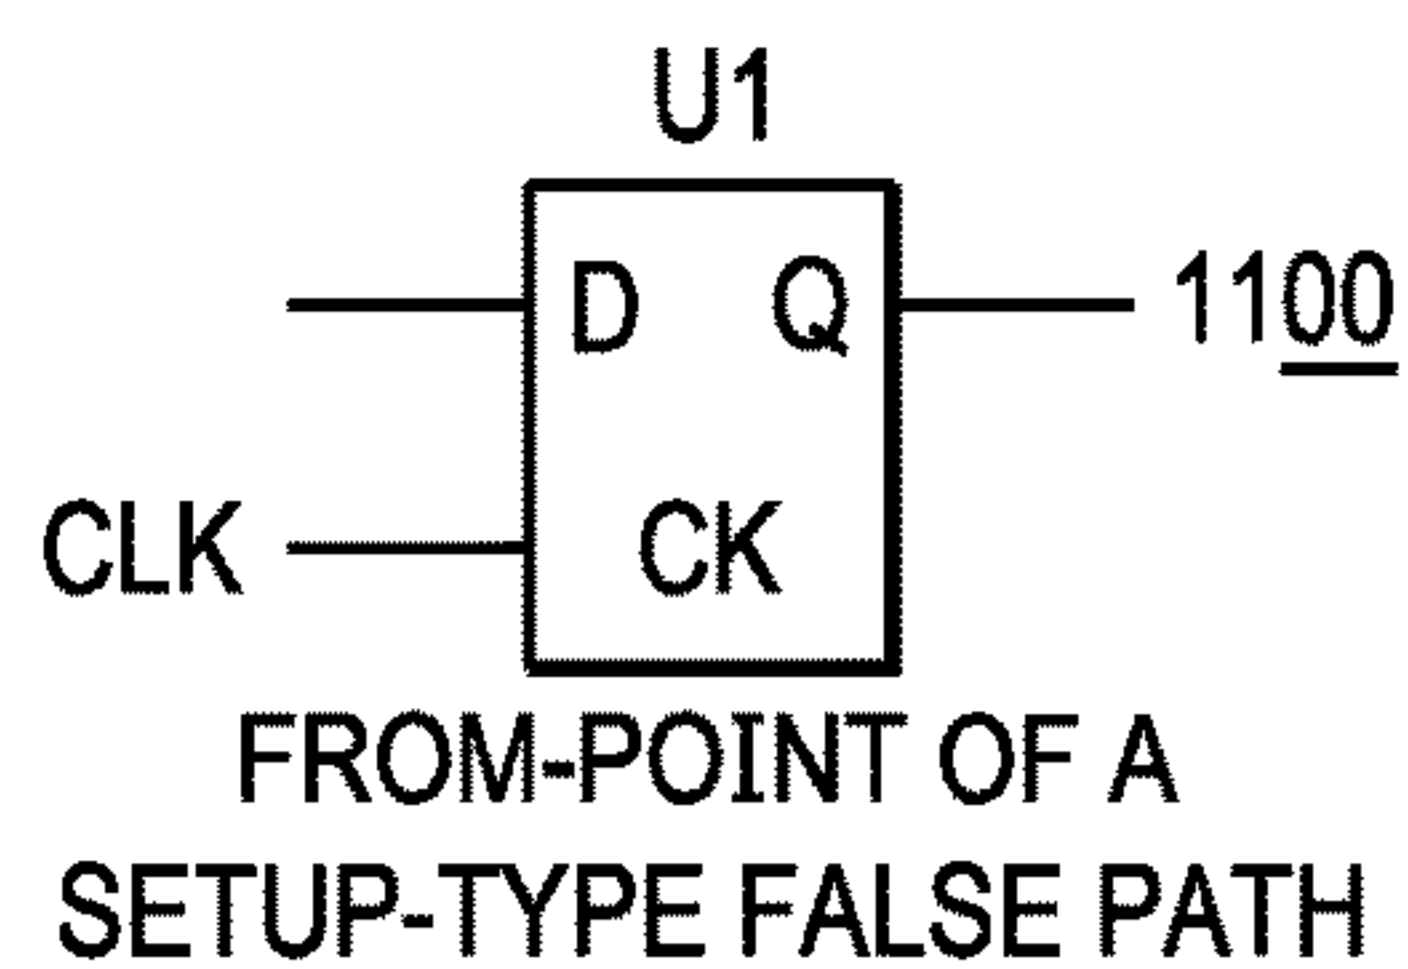 U1
D Q 1100
CLK CK
FROM-POINT OF A
SETUP-TYPE FALSE PATH